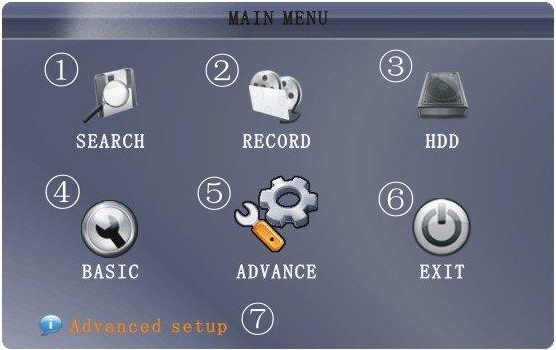 MAIN MENU
① ② ③
SEARCH RECORD HDD
④ ⑤ ⑥
BASIC ADVANCE EXIT
Advanced setup ⑦